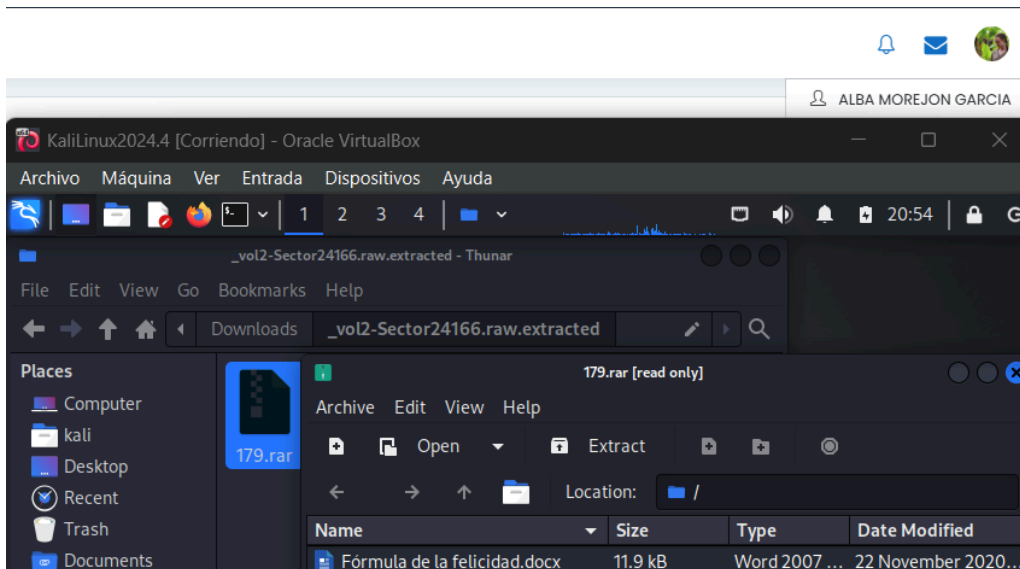 ALBA MOREJON GARCIA
KaliLinux2024.4 [Corriendo] - Oracle VirtualBox
Archivo Máquina Ver Entrada Dispositivos Ayuda
1 2 3 4 20:54
_vol2-Sector24166.raw.extracted - Thunar
File Edit View Go Bookmarks Help
Downloads _vol2-Sector24166.raw.extracted
Places
Computer
kali
Desktop
Recent
Trash
Documents
179.rar
179.rar [read only]
Archive Edit View Help
Open Extract
Location: /
Name Size Type Date Modified
Fórmula de la felicidad.docx 11.9 kB Word 2007 ... 22 November 2020...